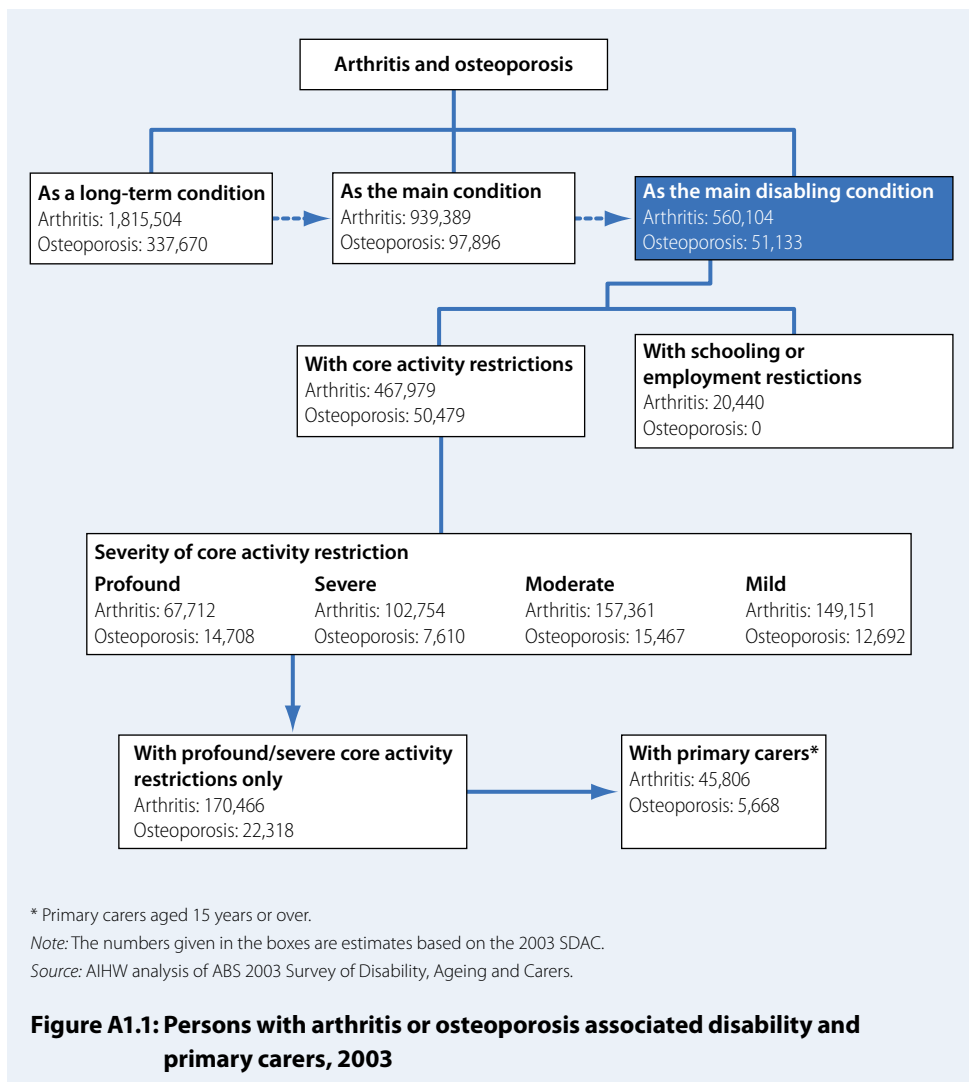 Arthritis and osteoporosis
As a long-term condition
Arthritis: 1,815,504
Osteoporosis: 337,670
As the main condition
Arthritis: 939,389
Osteoporosis: 97,896
As the main disabling condition
Arthritis: 560,104
Osteoporosis: 51,133
With core activity restrictions
Arthritis: 467,979
Osteoporosis: 50,479
With schooling or
employment restictions
Arthritis: 20,440
Osteoporosis: 0
Severity of core activity restriction
Profound
Arthritis: 67,712
Osteoporosis: 14,708
Severe
Arthritis: 102,754
Osteoporosis: 7,610
Moderate
Arthritis: 157,361
Osteoporosis: 15,467
Mild
Arthritis: 149,151
Osteoporosis: 12,692
With profound/severe core activity
restrictions only
Arthritis: 170,466
Osteoporosis: 22,318
With primary carers*
Arthritis: 45,806
Osteoporosis: 5,668
* Primary carers aged 15 years or over.
Note: The numbers given in the boxes are estimates based on the 2003 SDAC.
Source: AIHW analysis of ABS 2003 Survey of Disability, Ageing and Carers.
Figure A1.1: Persons with arthritis or osteoporosis associated disability and
primary carers, 2003